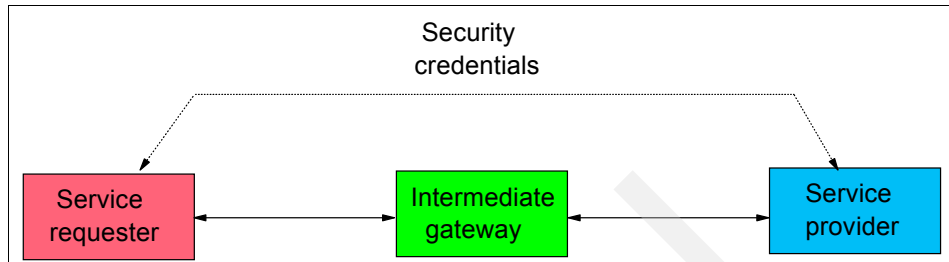 Security
credentials
Service
requester
Intermediate
gateway
Service
provider